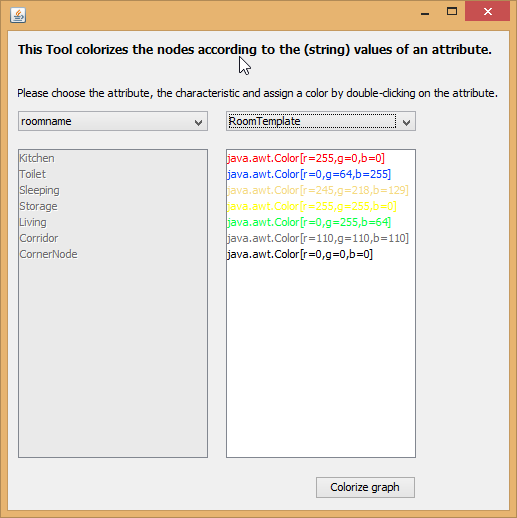 This Tool colorizes the nodes according to the (string) values of an attribute.
Please choose the attribute, the characteristic and assign a color by double-clicking on the attribute.
roomname RoomTemplate
Kitchen java.awt.Color[r=255,g=0,b=0]
Toilet java.awt.Color[r=0,g=64,b=255]
Sleeping java.awt.Color[r=245,g=218,b=129]
Storage java.awt.Color[r=255,g=255,b=0]
Living java.awt.Color[r=0,g=255,b=64]
Corridor java.awt.Color[r=110,g=110,b=110]
CornerNode java.awt.Color[r=0,g=0,b=0]
Colorize graph